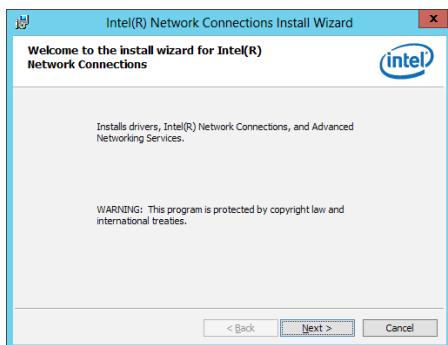 Intel(R) Network Connections Install Wizard
x
Welcome to the install wizard for Intel(R)
Network Connections
intel
Installs drivers, Intel(R) Network Connections, and Advanced
Networking Services.
WARNING: This program is protected by copyright law and
international treaties.
< Back
Next >
Cancel